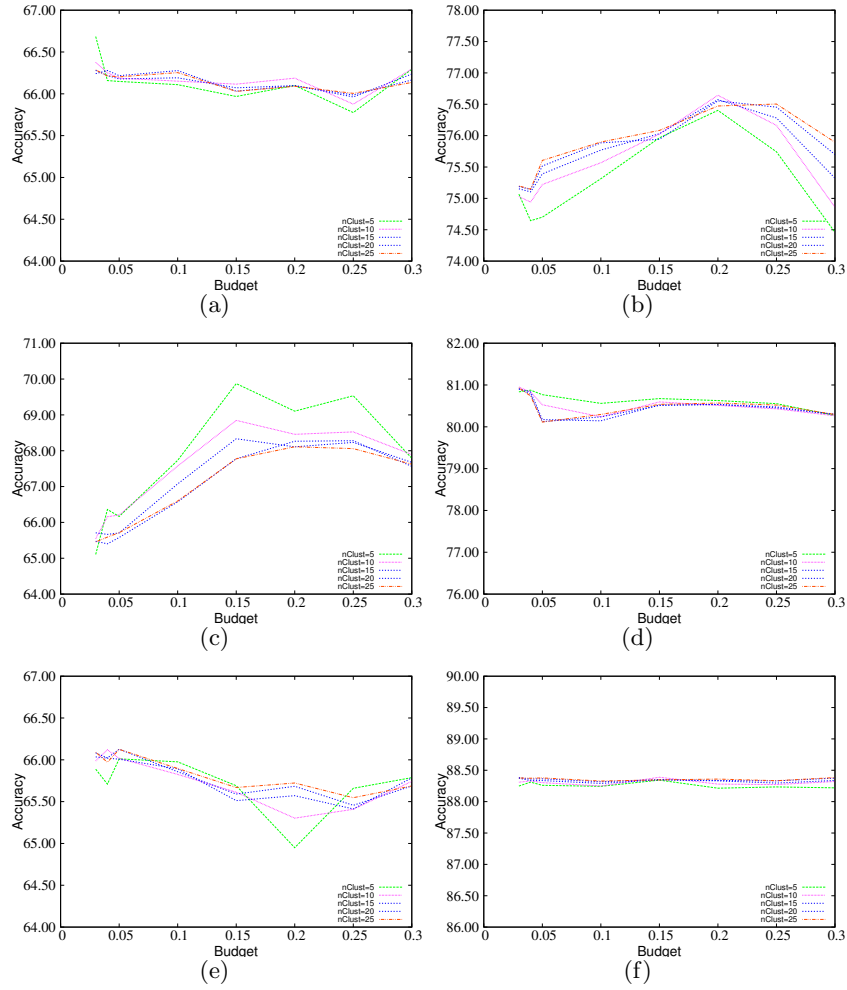 67.00
66.50
66.00
65.50
65.00
64.50
64.00
Accuracy
0 0.05 0.1 0.15 0.2 0.25 0.3
Budget
nClust=5
nClust=10
nClust=15
nClust=20
nClust=25
(a)
78.00
77.00
76.50
76.00
75.00
74.50
74.00
Accuracy
0 0.05 0.1 0.15 0.2 0.25 0.3
Budget
nClust=5
nClust=10
nClust=15
nClust=20
nClust=25
(b)
71.00
70.00
69.00
68.00
67.00
66.00
65.00
64.00
Accuracy
0 0.05 0.1 0.15 0.2 0.25 0.3
Budget
nClust=5
nClust=10
nClust=15
nClust=20
nClust=25
(c)
82.00
81.00
80.00
79.00
78.00
77.00
76.00
Accuracy
0 0.05 0.1 0.15 0.2 0.25 0.3
Budget
nClust=5
nClust=10
nClust=15
nClust=20
nClust=25
(d)
67.00
66.50
66.00
65.50
65.00
64.50
64.00
Accuracy
0 0.05 0.1 0.15 0.2 0.25 0.3
Budget
nClust=5
nClust=10
nClust=15
nClust=20
nClust=25
(e)
90.00
89.00
88.50
88.00
87.00
86.50
86.00
Accuracy
0 0.05 0.1 0.15 0.2 0.25 0.3
Budget
nClust=5
nClust=10
nClust=15
nClust=20
nClust=25
(f)